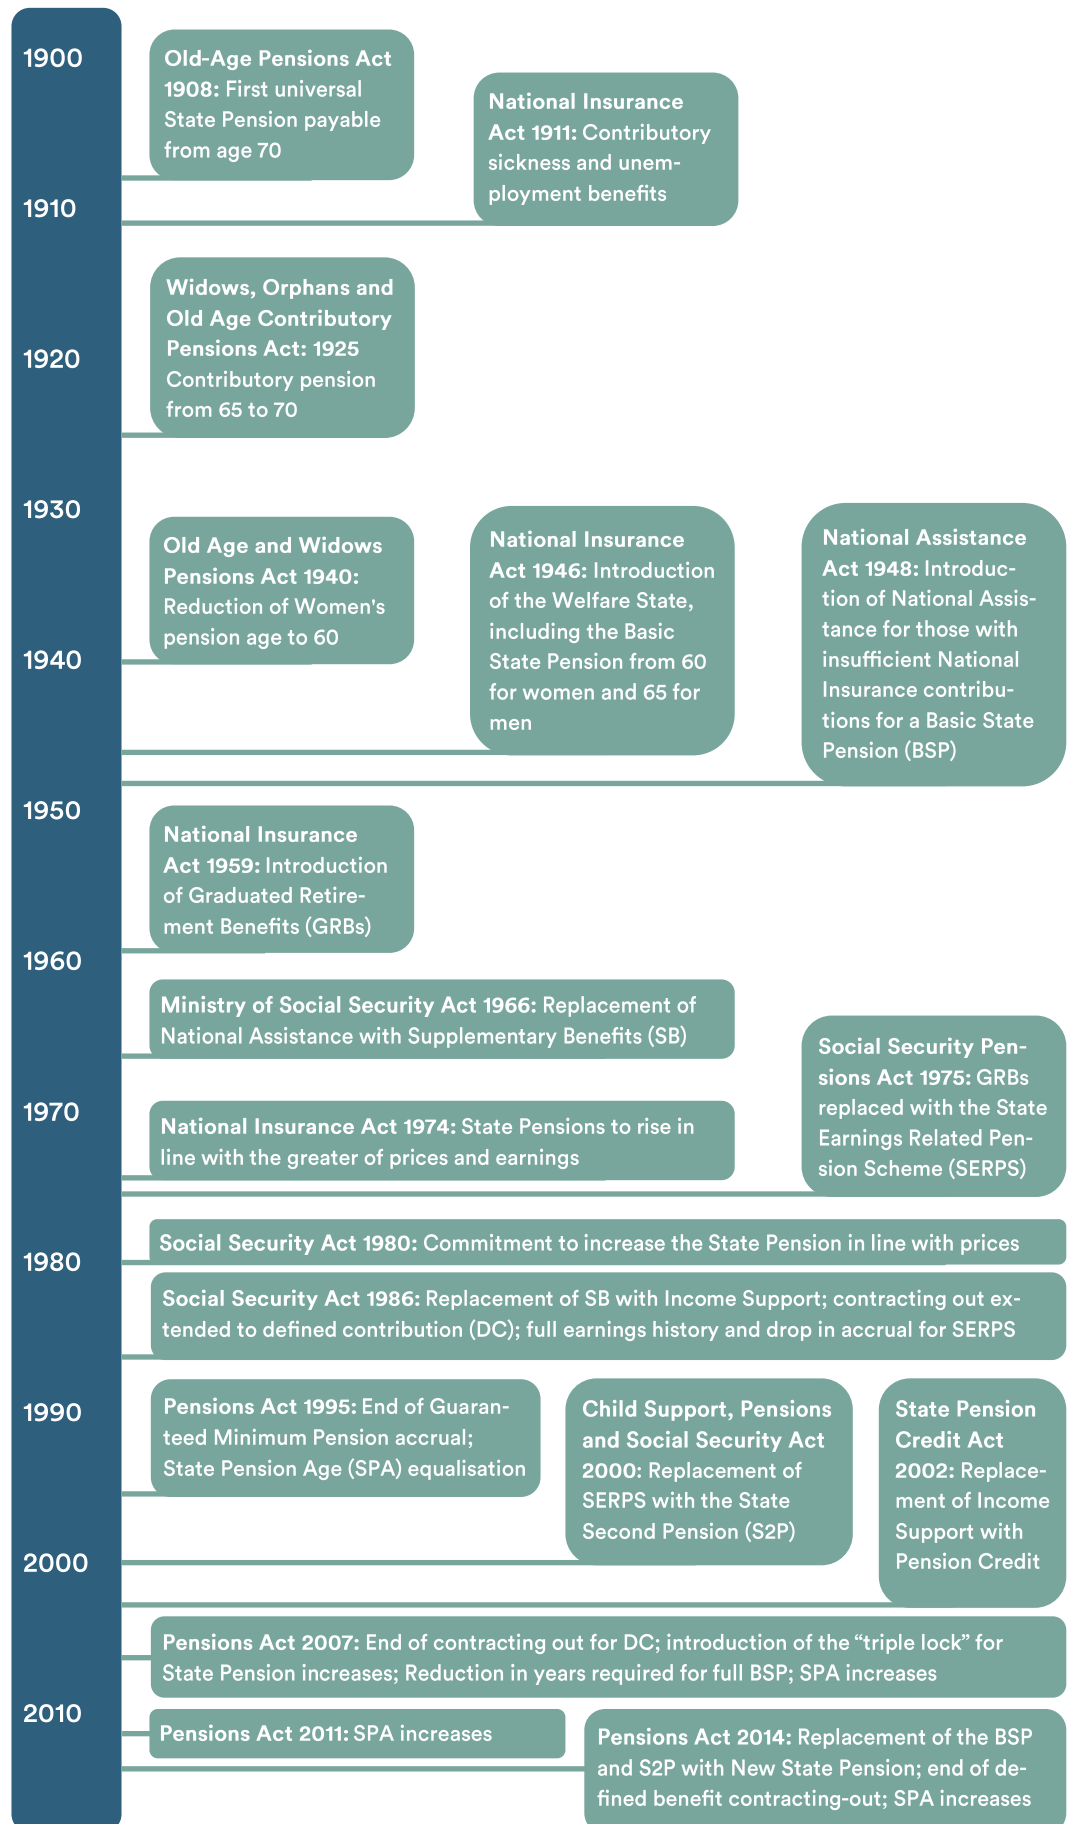 1900
Old-Age Pensions Act
1908: First universal
State Pension payable
from age 70
National Insurance
Act 1911: Contributory
sickness and unem-
ployment benefits
1910
Widows, Orphans and
Old Age Contributory
Pensions Act: 1925
Contributory pension
from 65 to 70
1920
1930
Old Age and Widows
Pensions Act 1940:
Reduction of Women's
pension age to 60
National Insurance
Act 1946: Introduction
of the Welfare State,
including the Basic
State Pension from 60
for women and 65 for
men
National Assistance
Act 1948: Introduc-
tion of National Assis-
tance for those with
insufficient National
Insurance contribu-
tions for a Basic State
Pension (BSP)
1940
1950
National Insurance
Act 1959: Introduction
of Graduated Retire-
ment Benefits (GRBs)
1960
Ministry of Social Security Act 1966: Replacement of
National Assistance with Supplementary Benefits (SB)
Social Security Pen-
sions Act 1975: GRBs
replaced with the State
Earnings Related Pen-
sion Scheme (SERPS)
1970
National Insurance Act 1974: State Pensions to rise in
line with the greater of prices and earnings
Social Security Act 1980: Commitment to increase the State Pension in line with prices
1980
Social Security Act 1986: Replacement of SB with Income Support; contracting out ex-
tended to defined contribution (DC); full earnings history and drop in accrual for SERPS
1990
Pensions Act 1995: End of Guaran-
teed Minimum Pension accrual;
State Pension Age (SPA) equalisation
Child Support, Pensions
and Social Security Act
2000: Replacement of
SERPS with the State
Second Pension (S2P)
State Pension
Credit Act
2002: Replace-
ment of Income
Support with
Pension Credit
2000
Pensions Act 2007: End of contracting out for DC; introduction of the “triple lock” for
State Pension increases; Reduction in years required for full BSP; SPA increases
2010
Pensions Act 2011: SPA increases
Pensions Act 2014: Replacement of the BSP
and S2P with New State Pension; end of de-
fined benefit contracting-out; SPA increases